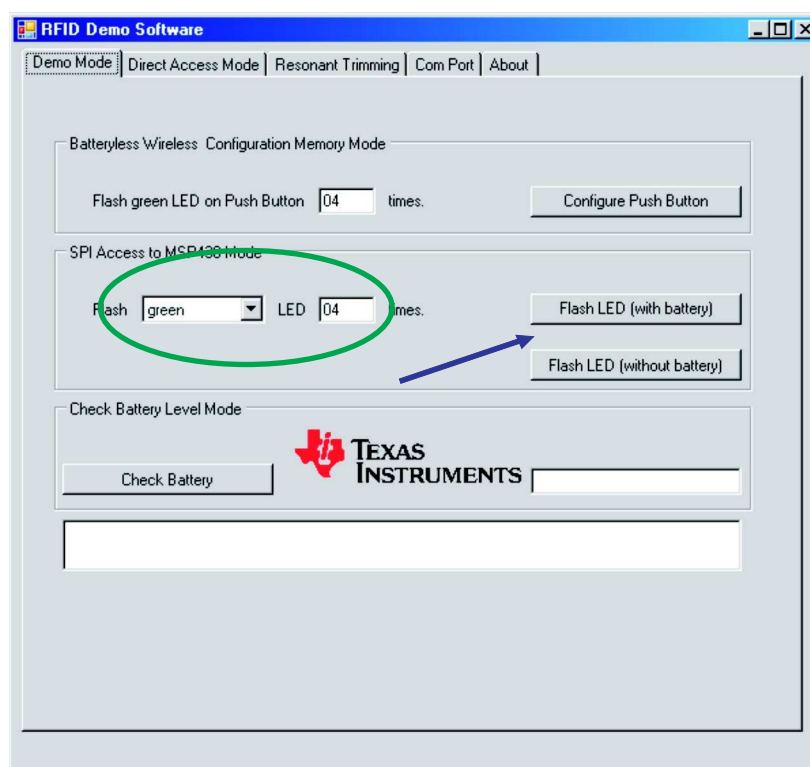 RFID Demo Software
Demo Mode Direct Access Mode Resonant Trimming Com Port About
Batteryless Wireless Configuration Memory Mode
Flash green LED on Push Button 04 times. Configure Push Button
SPI Access to MSP430 Mode
Flash green LED 04 times. Flash LED (with battery)
Flash LED (without battery)
Check Battery Level Mode
TEXAS
INSTRUMENTS
Check Battery